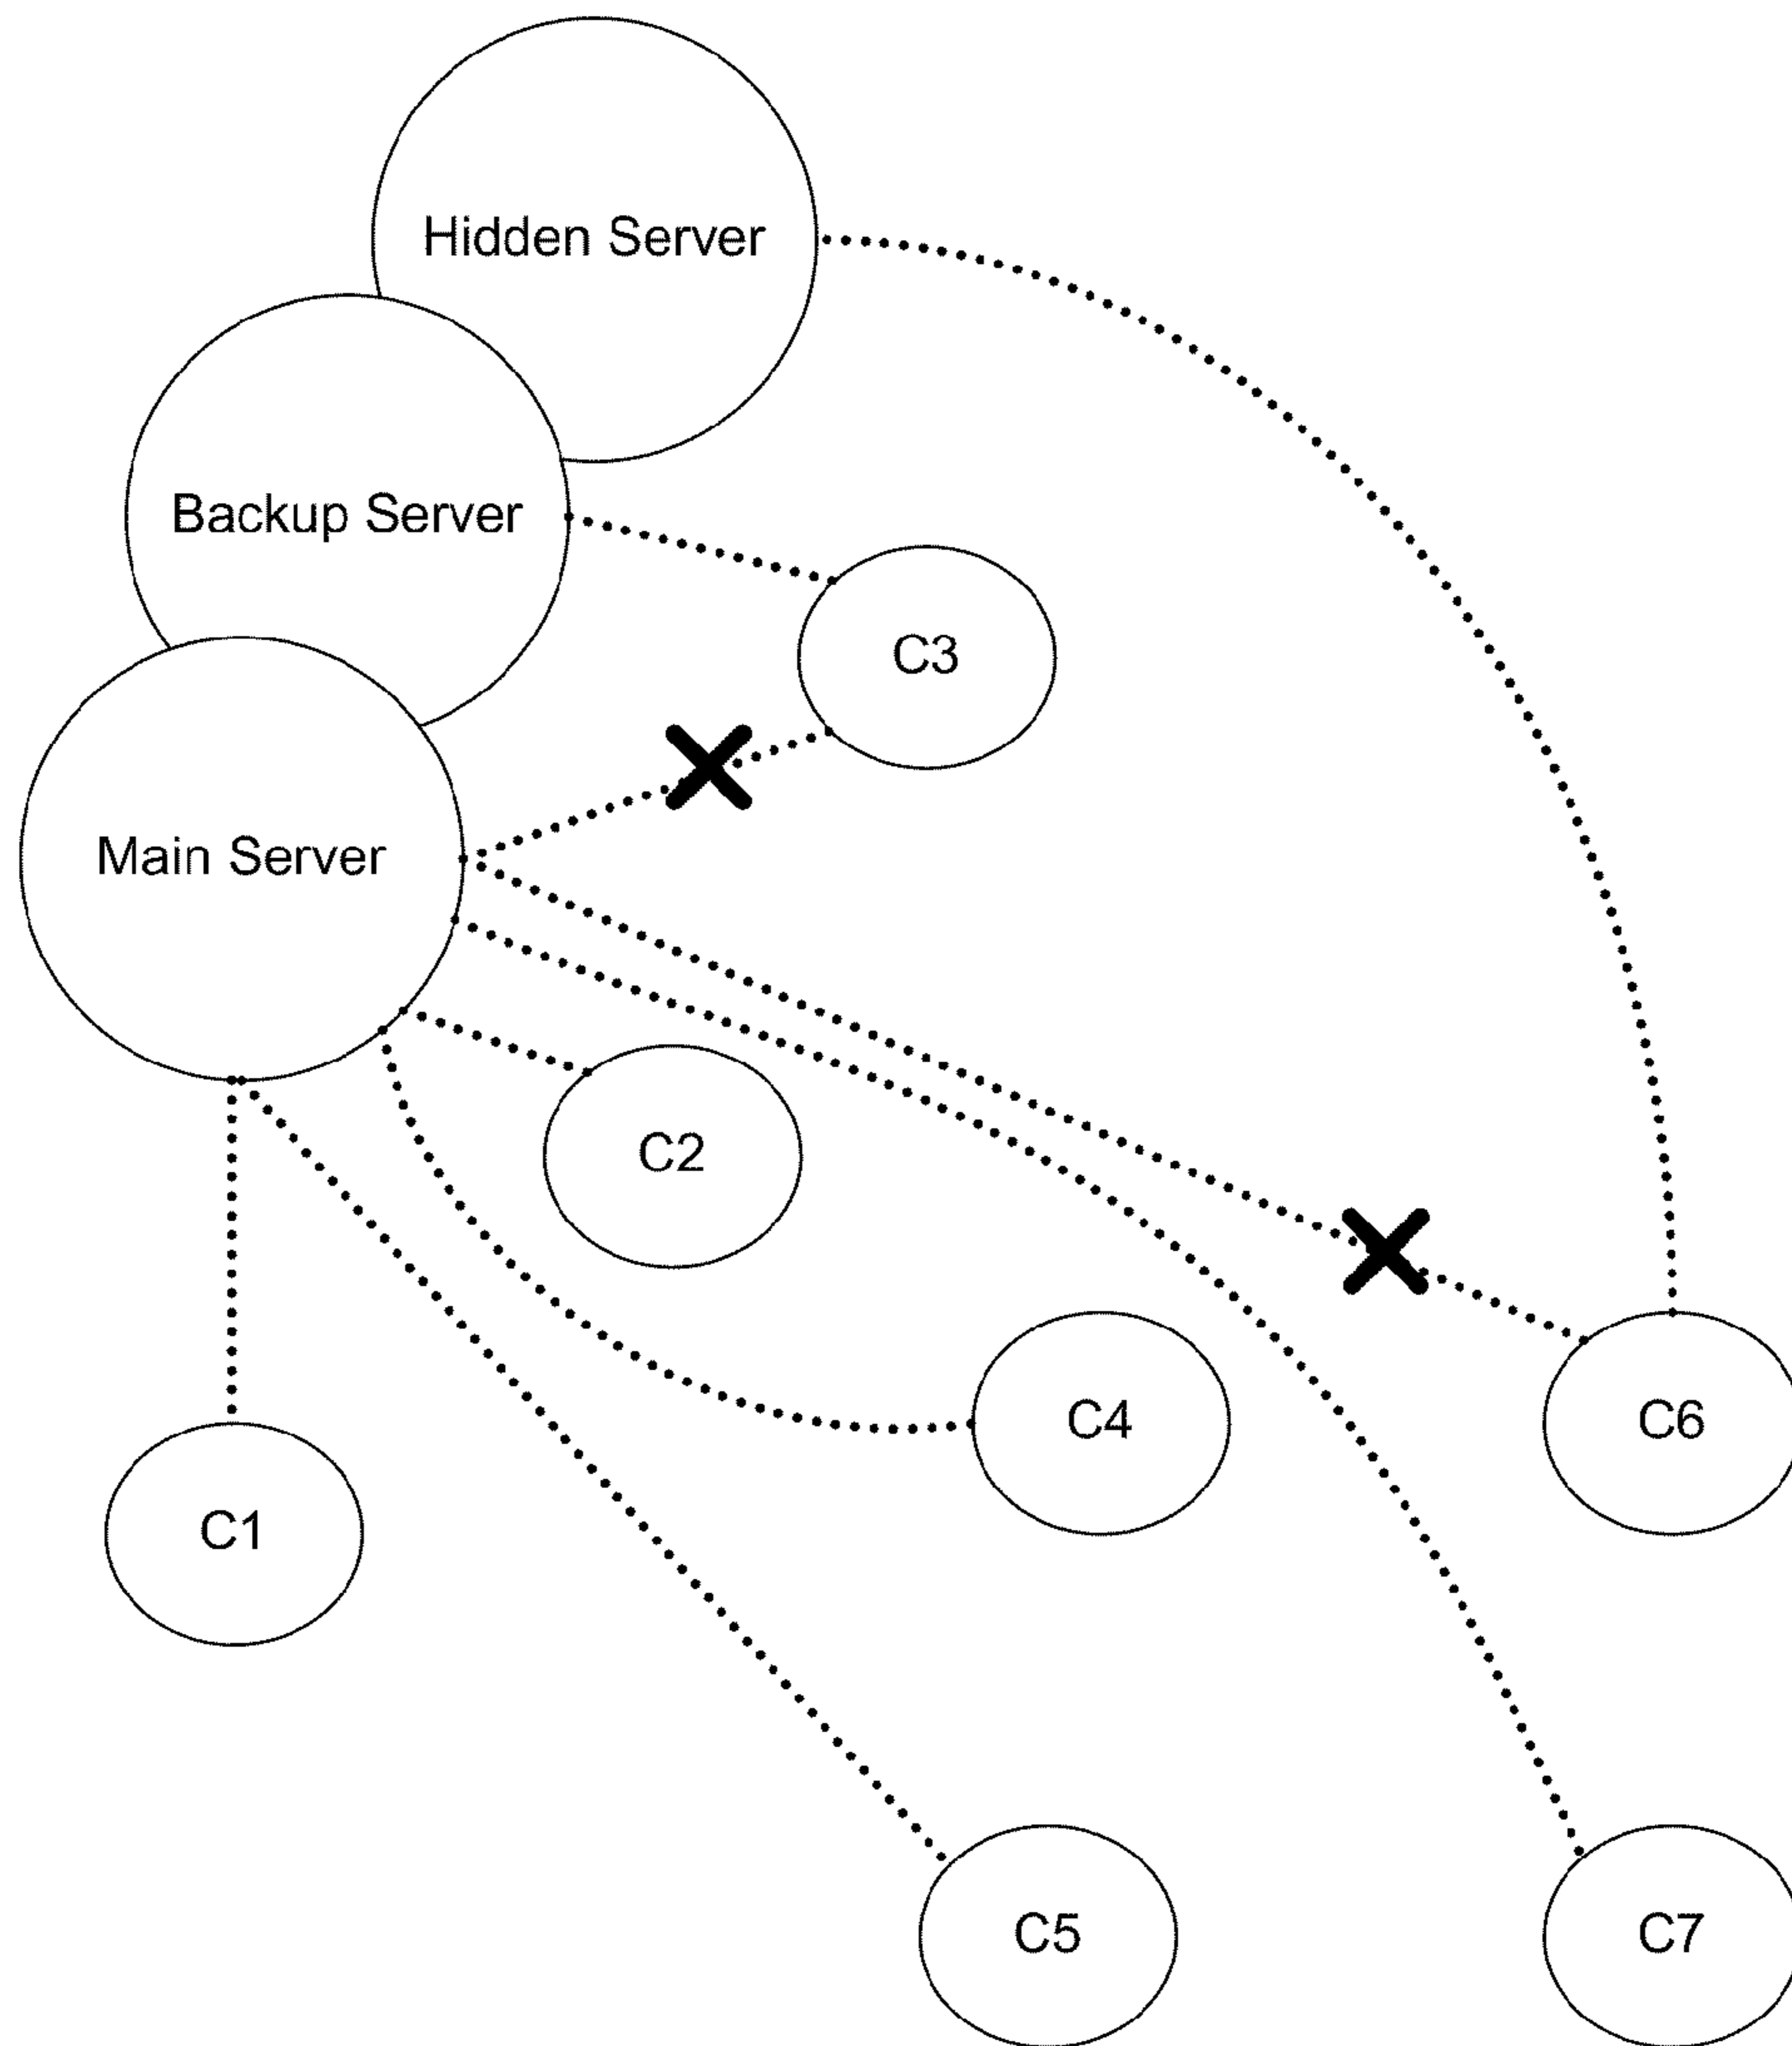 Hidden Server
Backup Server
C3
Main Server
C2
C4
C6
C1
C5
C7